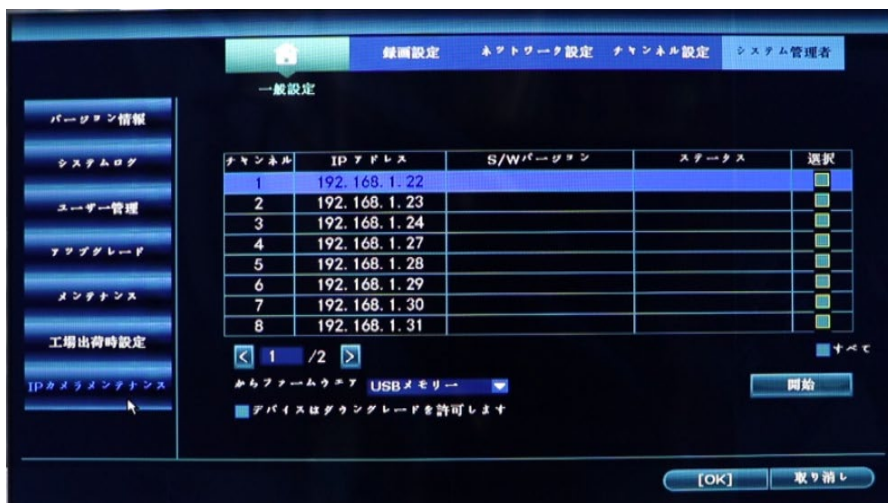 録画設定 ネットワーク設定 チャンネル設定 システム管理者
一般設定
バージョン情報
システムログ
ユーザー管理
アップグレード
メンテナンス
工場出荷時設定
IPカメラメンテナンス
チャンネル IPアドレス S/Wバージョン ステータス 選択
1 192.168.1.22
2 192.168.1.23
3 192.168.1.24
4 192.168.1.27
5 192.168.1.28
6 192.168.1.29
7 192.168.1.30
8 192.168.1.31
< 1 /2 >
すべて
からファームウエア USBメモリー
開始
デバイスはダウングレードを許可します
[OK] 取り消し